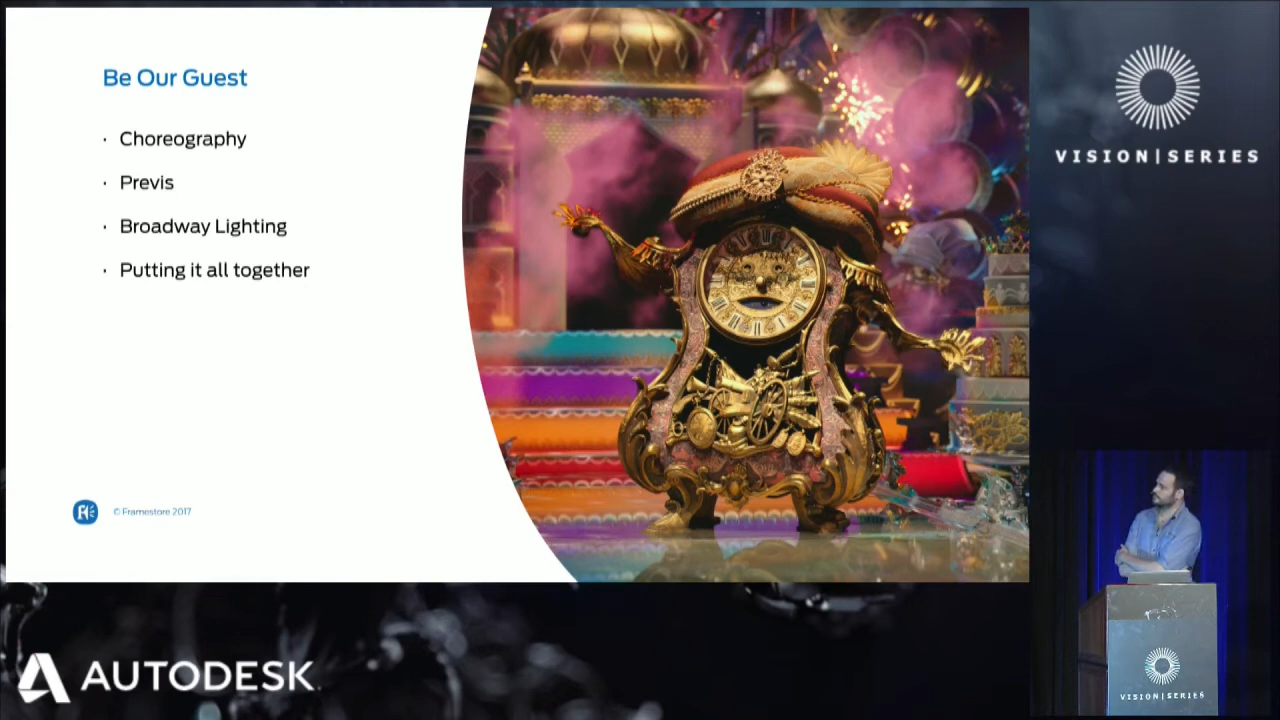 Be Our Guest
· Choreography
· Previs
· Broadway Lighting
· Putting it all together
© Framestore 2017
VISION|SERIES
VISION|SERIES
AUTODESK.